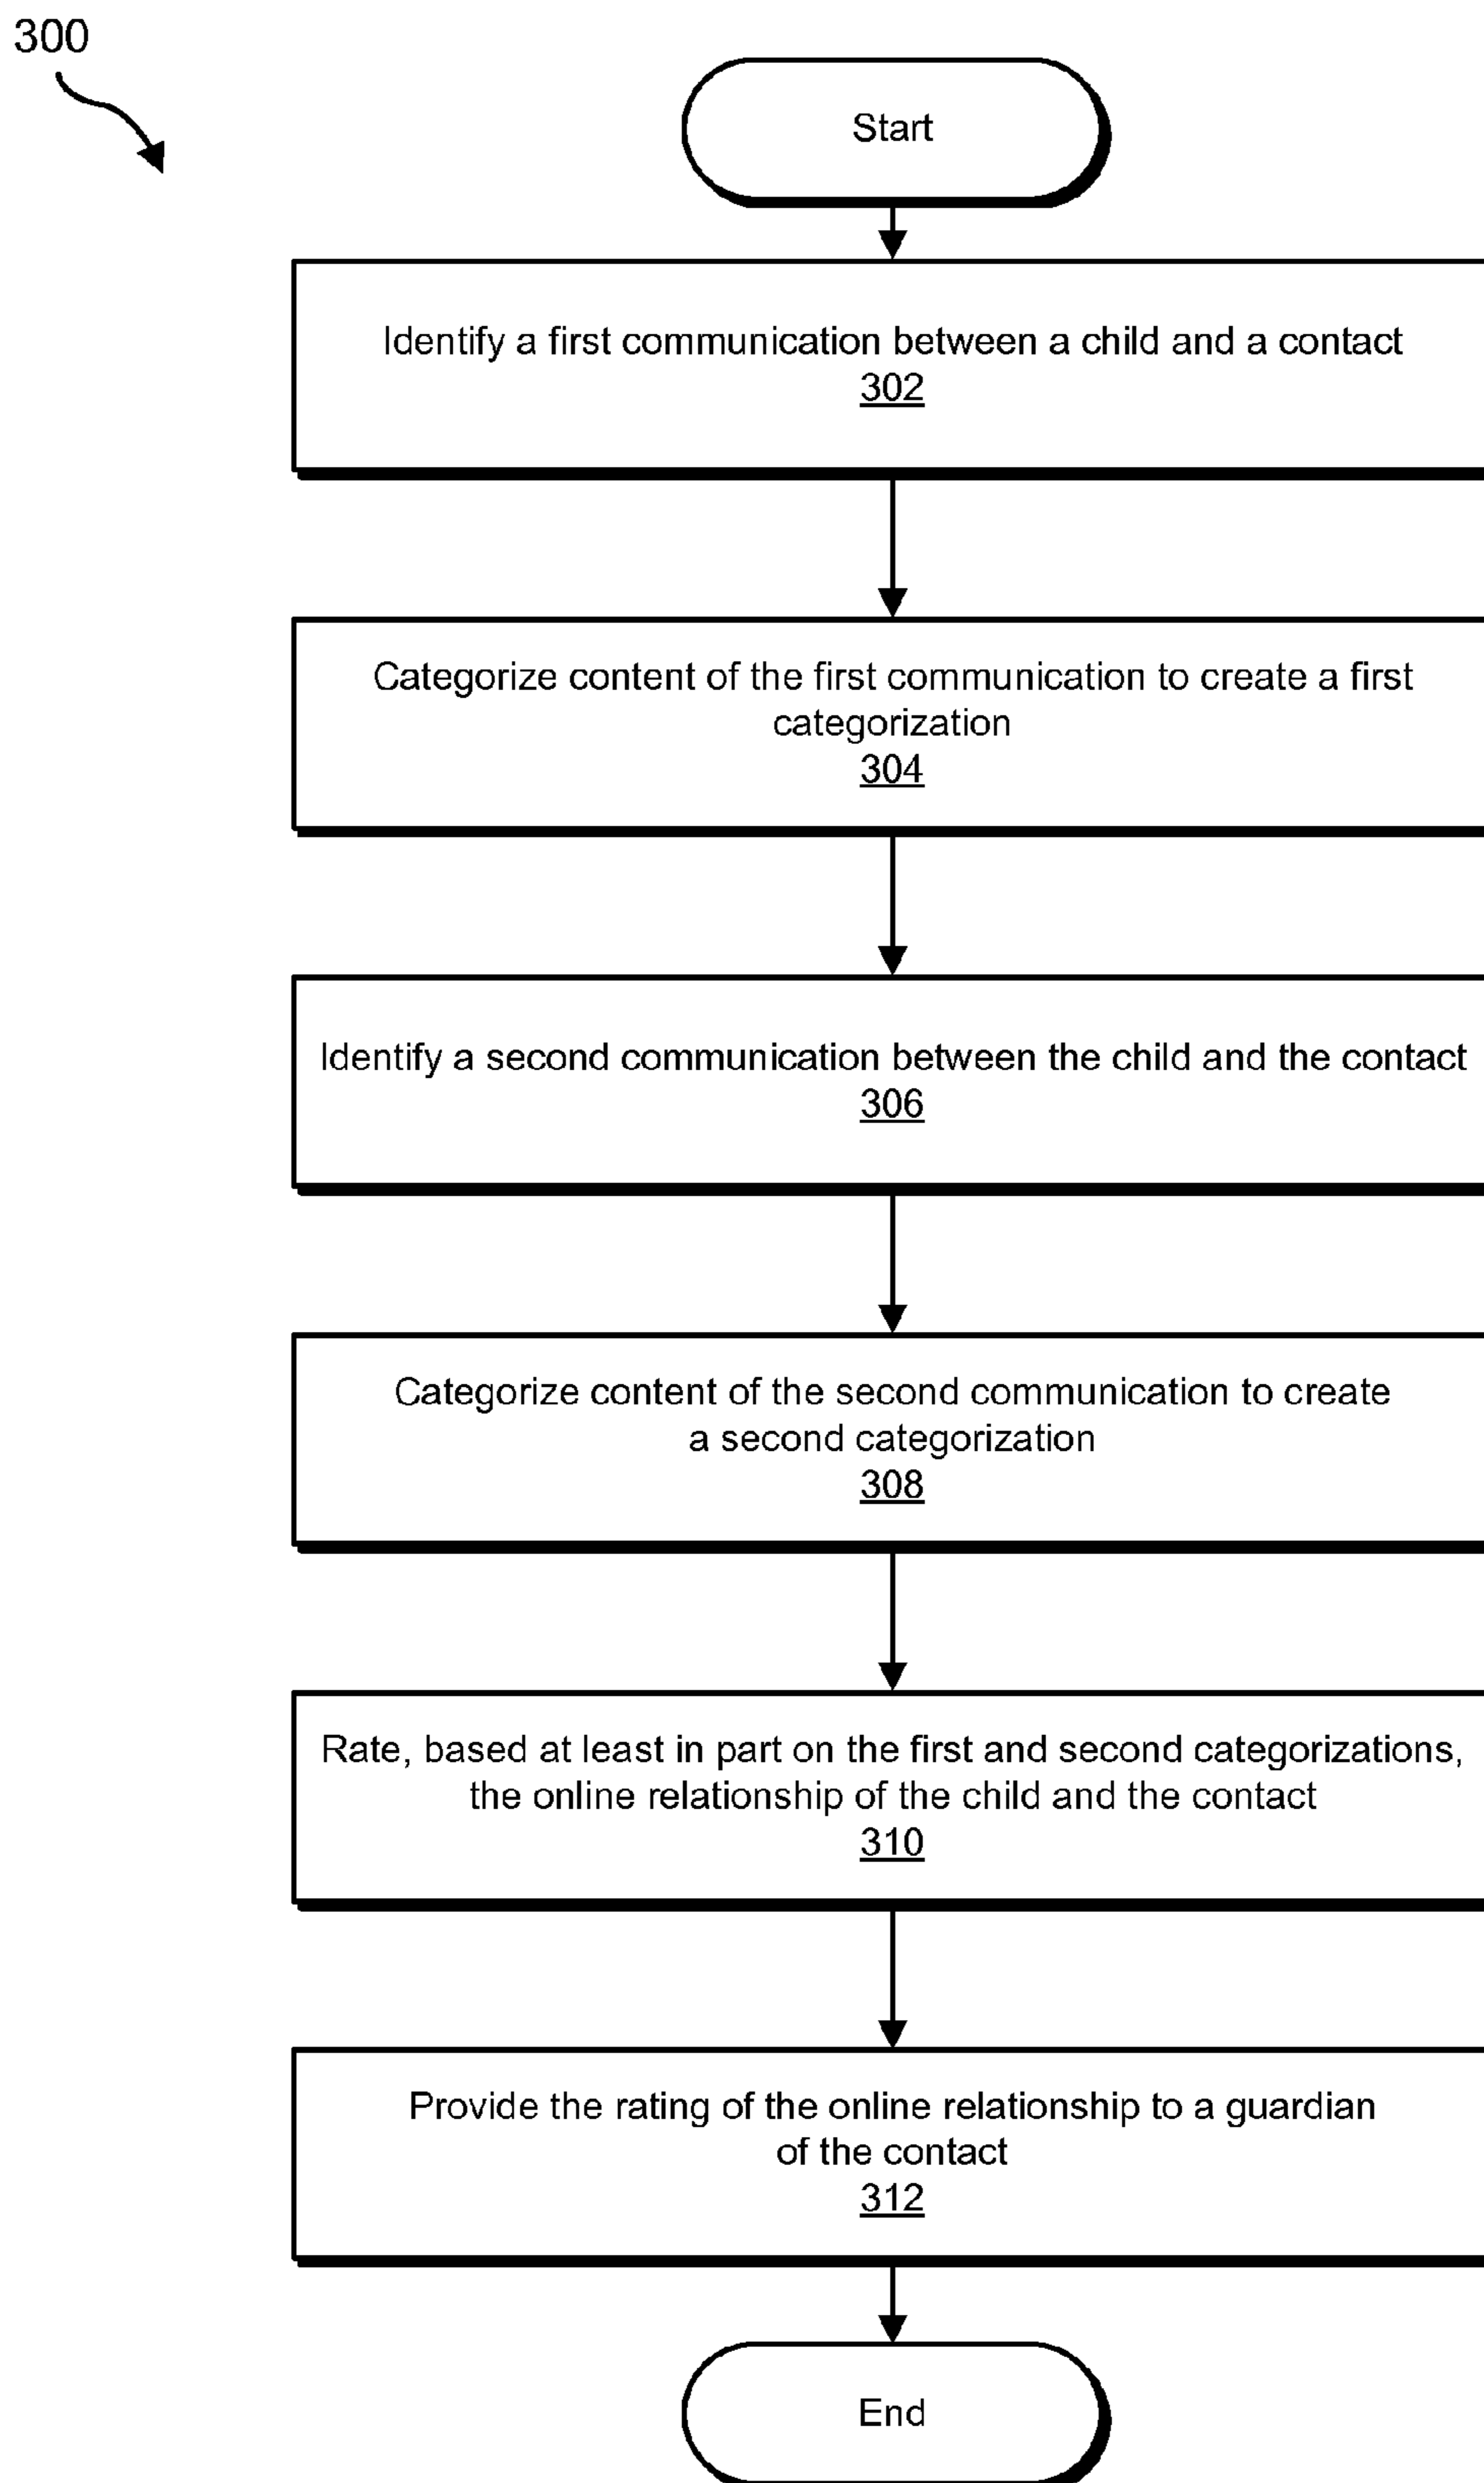 300
Start
Identify a first communication between a child and a contact
302
Categorize content of the first communication to create a first
categorization
304
Identify a second communication between the child and the contact
306
Categorize content of the second communication to create
a second categorization
308
Rate, based at least in part on the first and second categorizations,
the online relationship of the child and the contact
310
Provide the rating of the online relationship to a guardian
of the contact
312
End